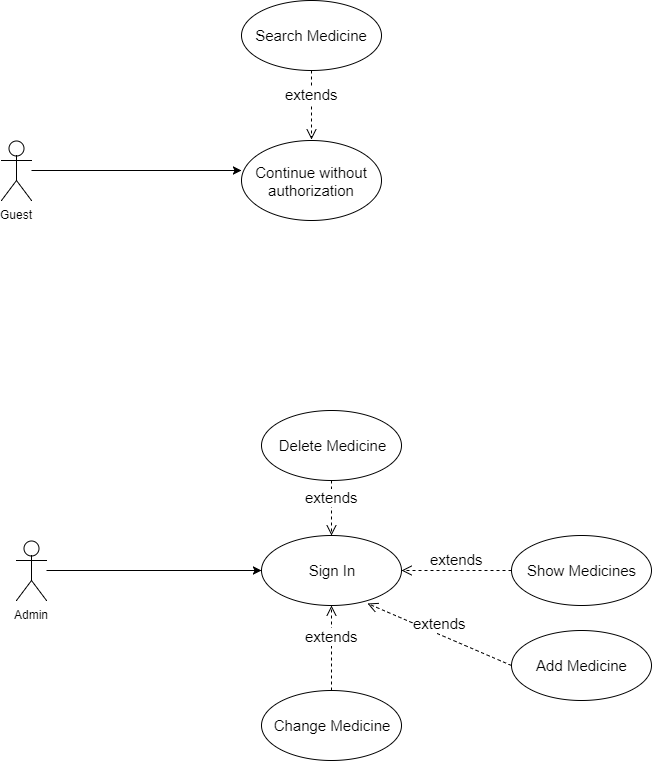 Search Medicine
extends
Continue without
authorization
Guest
Delete Medicine
extends
Sign In
extends
Show Medicines
Admin
extends
extends
Add Medicine
Change Medicine